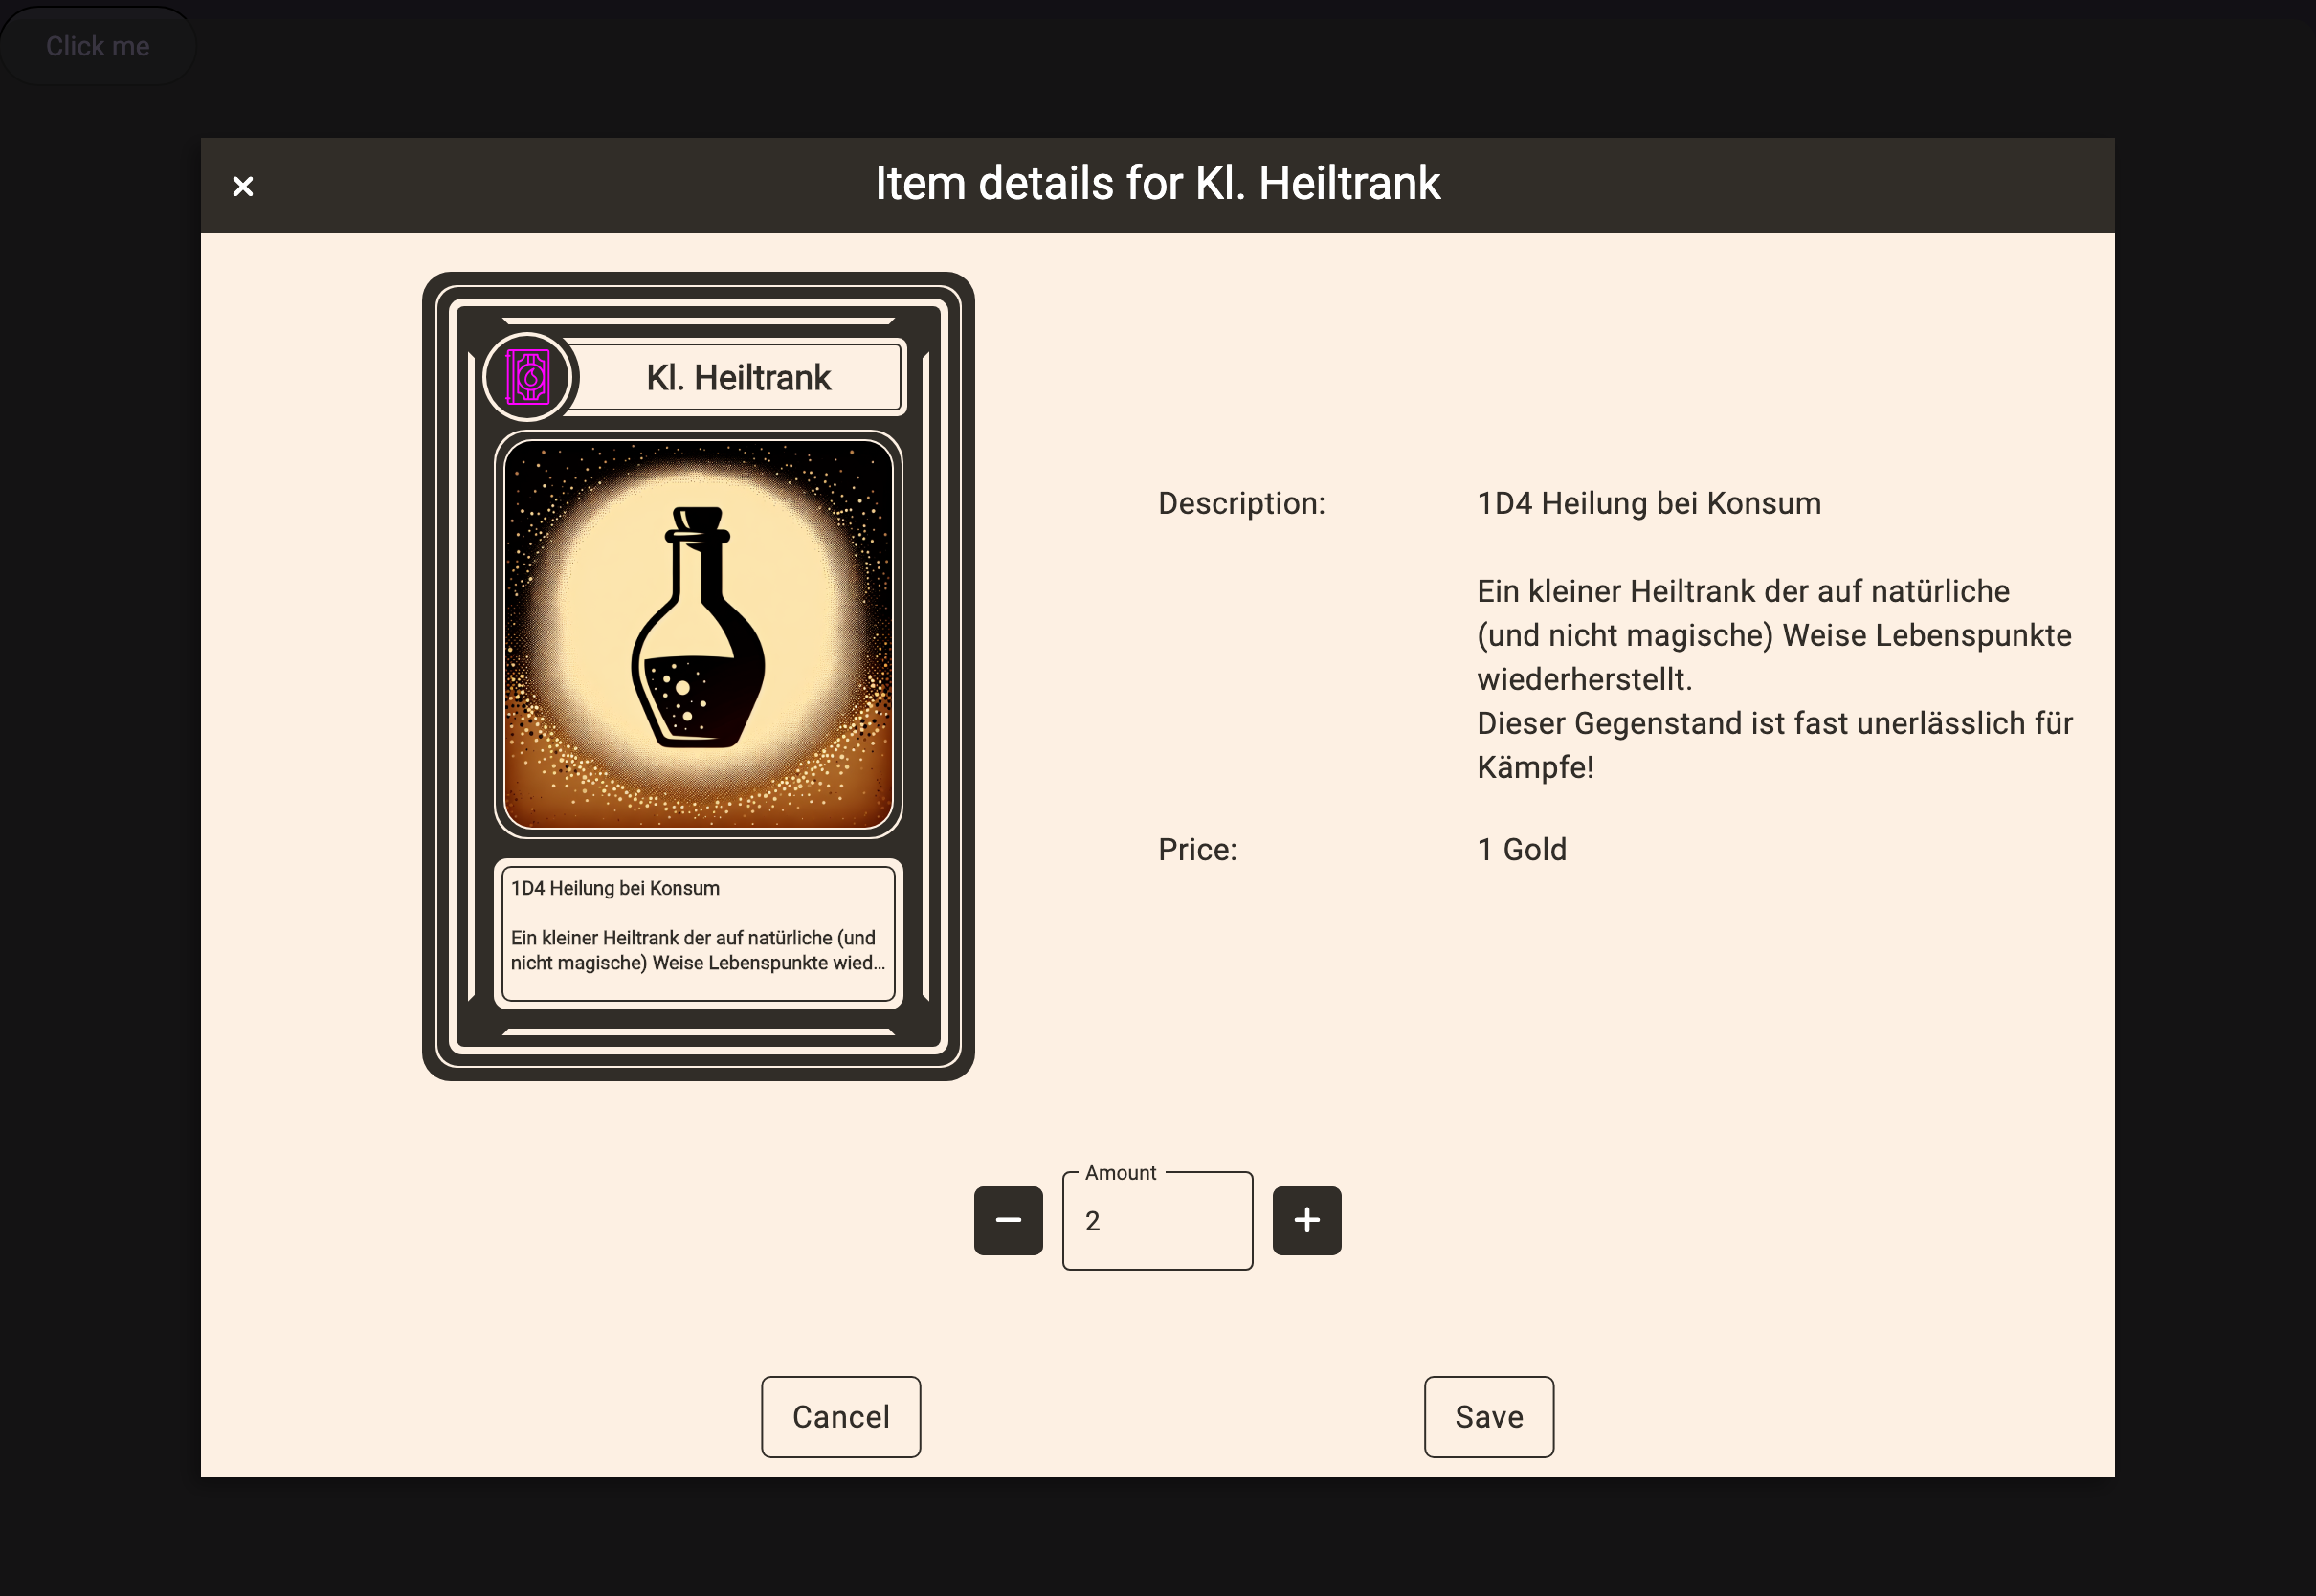 Click me
Item details for Kl. Heiltrank
Kl. Heiltrank
1D4 Heilung bei Konsum
Ein kleiner Heiltrank der auf natürliche (und
nicht magische) Weise Lebenspunkte wied...
Description:
1D4 Heilung bei Konsum
Ein kleiner Heiltrank der auf natürliche
(und nicht magische) Weise Lebenspunkte
wiederherstellt.
Dieser Gegenstand ist fast unerlässlich für
Kämpfe!
Price:
1 Gold
Amount
2
Cancel
Save